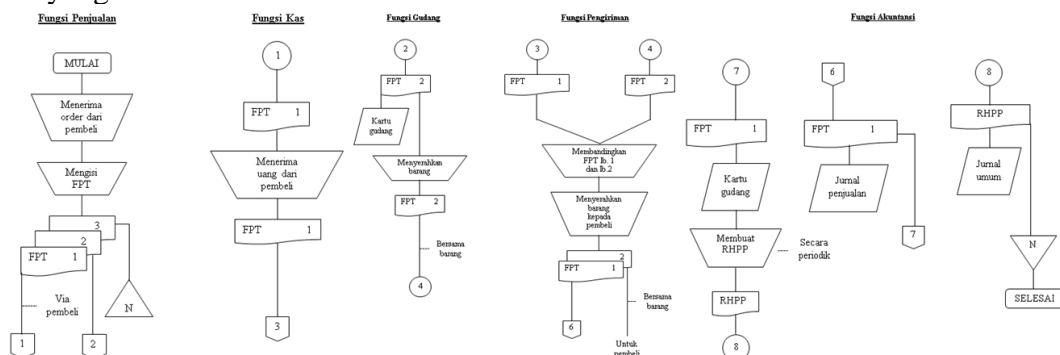 Fungsi Penjualan
MULAI
Menerima
order dari
pembeli
Mengisi
FPT
3
2
FPT 1
Via
pembeli
N
1
2
Fungsi Kas
1
FPT 1
Menerima
uang dari
pembeli
FPT 1
3
Fungsi Gudang
2
FPT 2
Kartu
gudang
Menyerahkan
barang
FPT 2
Bersama
barang
4
Fungsi Pengiriman
3
4
FPT 1
FPT 2
Membandingkan
FPT lb. 1
dan lb.2
Menyerahkan
barang
kepada
pembeli
2
FPT 1
Bersama
barang
6
Untuk
pembeli
Fungsi Akuntansi
7
FPT 1
Kartu
gudang
Membuat
RHPP
Secara
periodik
RHPP
8
6
FPT 1
Jurnal
penjualan
7
8
RHPP
Jurnal
umum
N
SELESAI